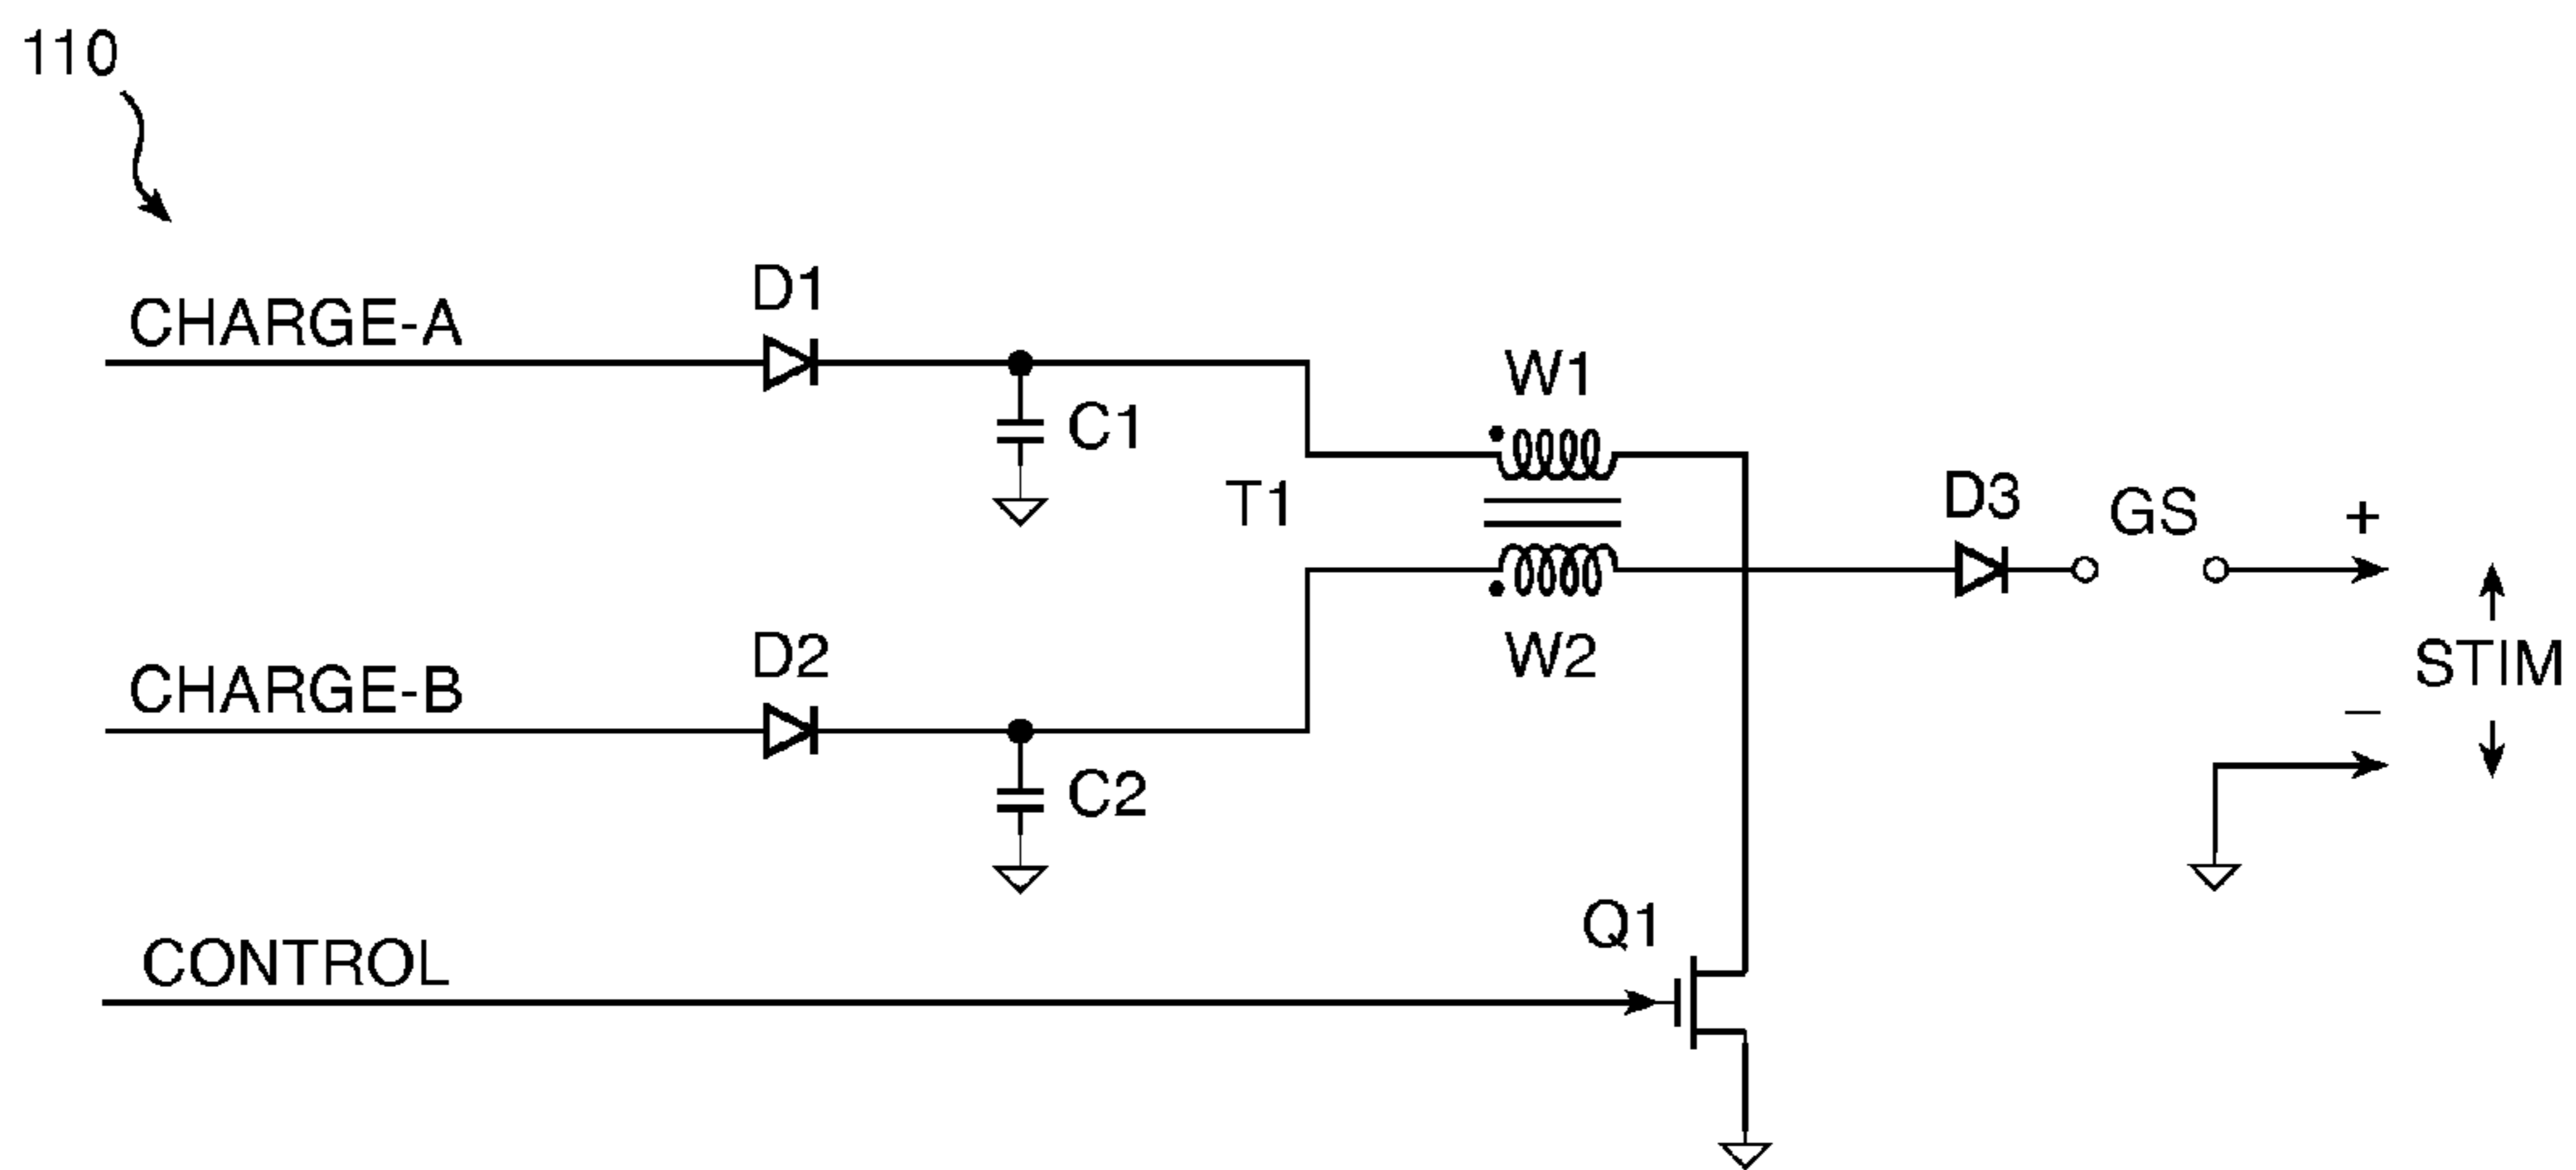 110
CHARGE-A
D1
C1
W1
T1
D3
GS
+
STIM
–
CHARGE-B
D2
C2
W2
CONTROL
Q1